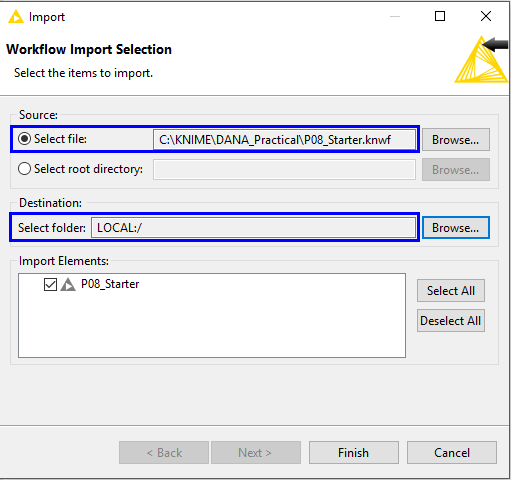 Import
Workflow Import Selection
Select the items to import.
Source:
Select file: C:\KNIME\DANA_Practical\P08_Starter.knwf Browse...
Select root directory: Browse...
Destination:
Select folder: LOCAL:/ Browse...
Import Elements:
P08_Starter
Select All
Deselect All
< Back Next > Finish Cancel